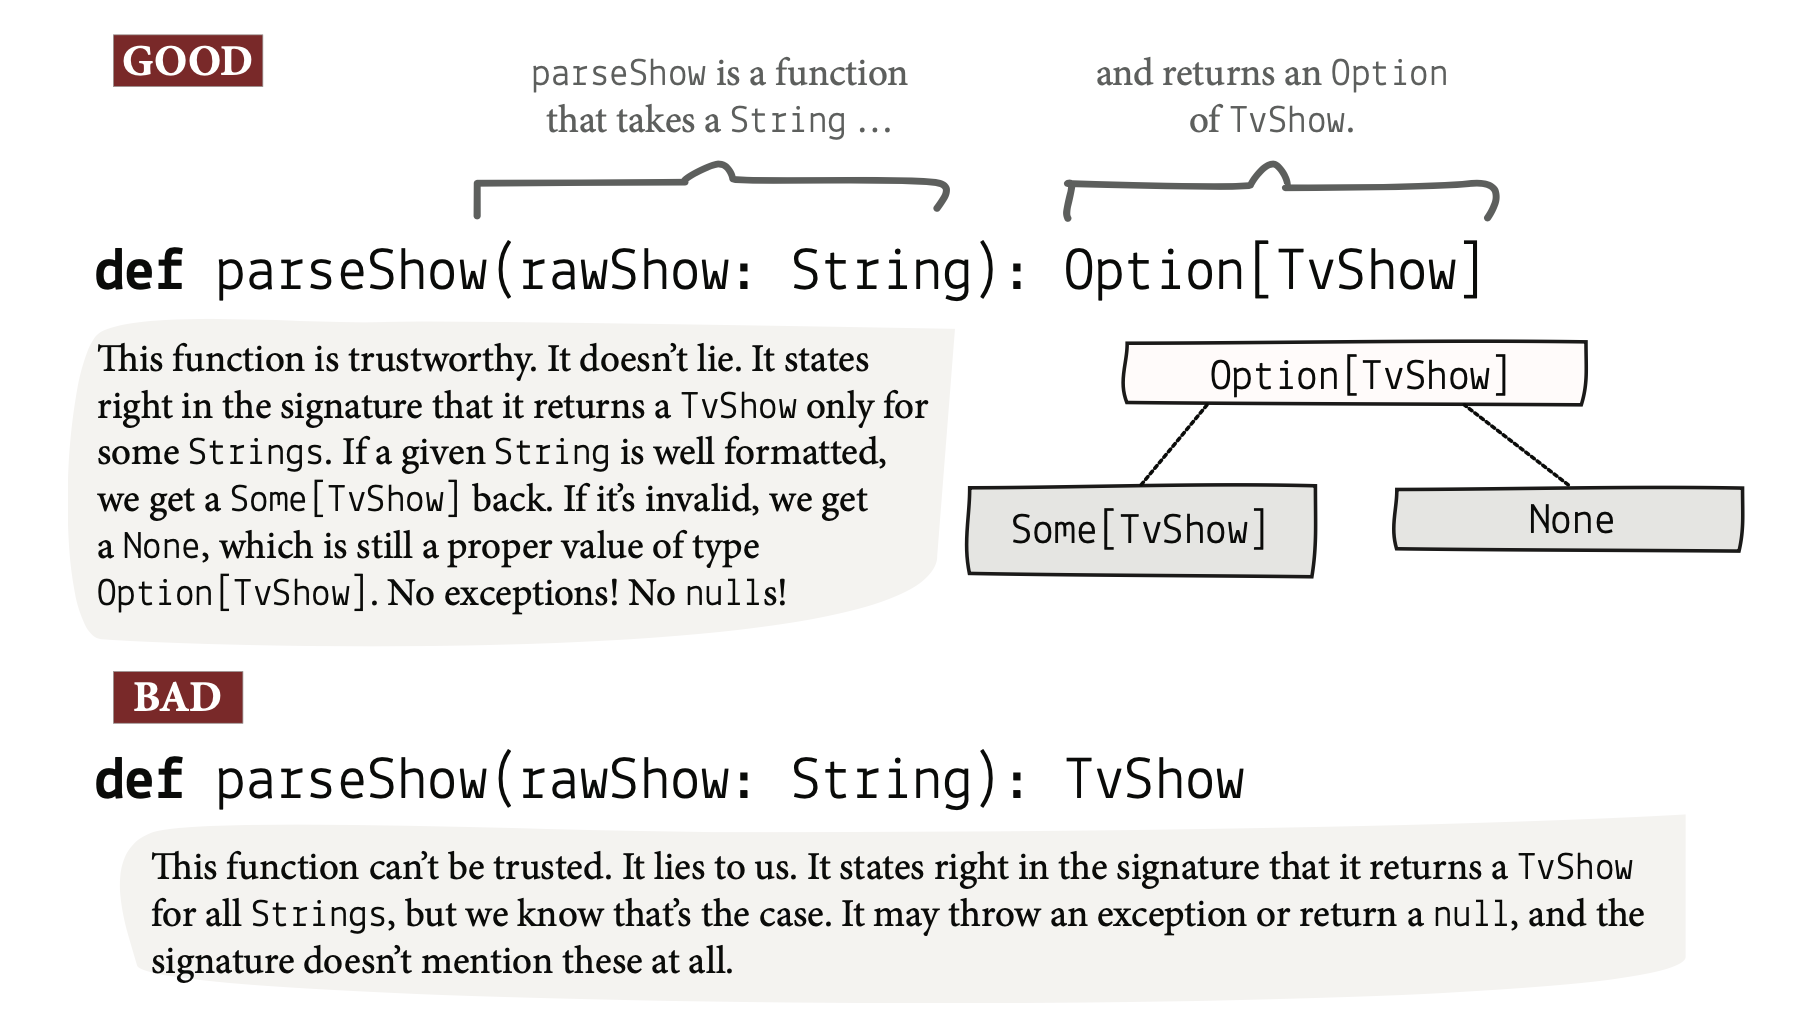 GOOD
parseShow is a function
that takes a String ...
and returns an Option
of TvShow.
def parseShow(rawShow: String): Option[TvShow]
This function is trustworthy. It doesn’t lie. It states
right in the signature that it returns a TvShow only for
some Strings. If a given String is well formatted,
we get a Some[TvShow] back. If it’s invalid, we get
a None, which is still a proper value of type
Option[TvShow]. No exceptions! No nulls!
Option[TvShow]
Some[TvShow]
None
BAD
def parseShow(rawShow: String): TvShow
This function can’t be trusted. It lies to us. It states right in the signature that it returns a TvShow
for all Strings, but we know that’s the case. It may throw an exception or return a null, and the
signature doesn’t mention these at all.